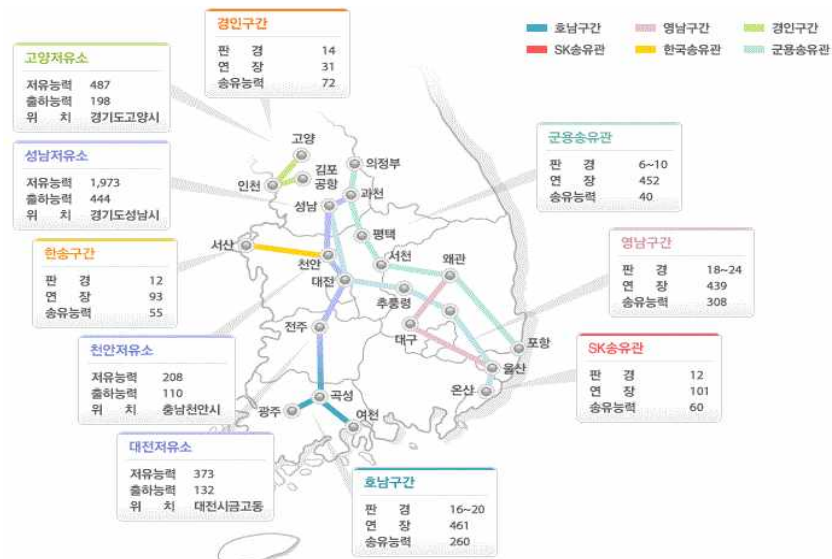 호남구간
영남구간
경인구간
SK송유관
한국송유관
군용송유관
경인구간
판 경 14
연 장 31
송유능력 72
고양저유소
저유능력 487
출하능력 198
위 치 경기도고양시
성남저유소
저유능력 1,973
출하능력 444
위 치 경기도성남시
군용송유관
판 경 6~10
연 장 452
송유능력 40
고양
의정부
김포
공항
인천
과천
성남
평택
서산
천안
서천
왜관
대전
추풍령
전주
대구
포항
울산
온산
곡성
광주
여천
한송구간
판 경 12
연 장 93
송유능력 55
영남구간
판 경 18~24
연 장 439
송유능력 308
천안저유소
저유능력 208
출하능력 110
위 치 충남천안시
SK송유관
판 경 12
연 장 101
송유능력 60
대전저유소
저유능력 373
출하능력 132
위 치 대전시금고동
호남구간
판 경 16~20
연 장 461
송유능력 260